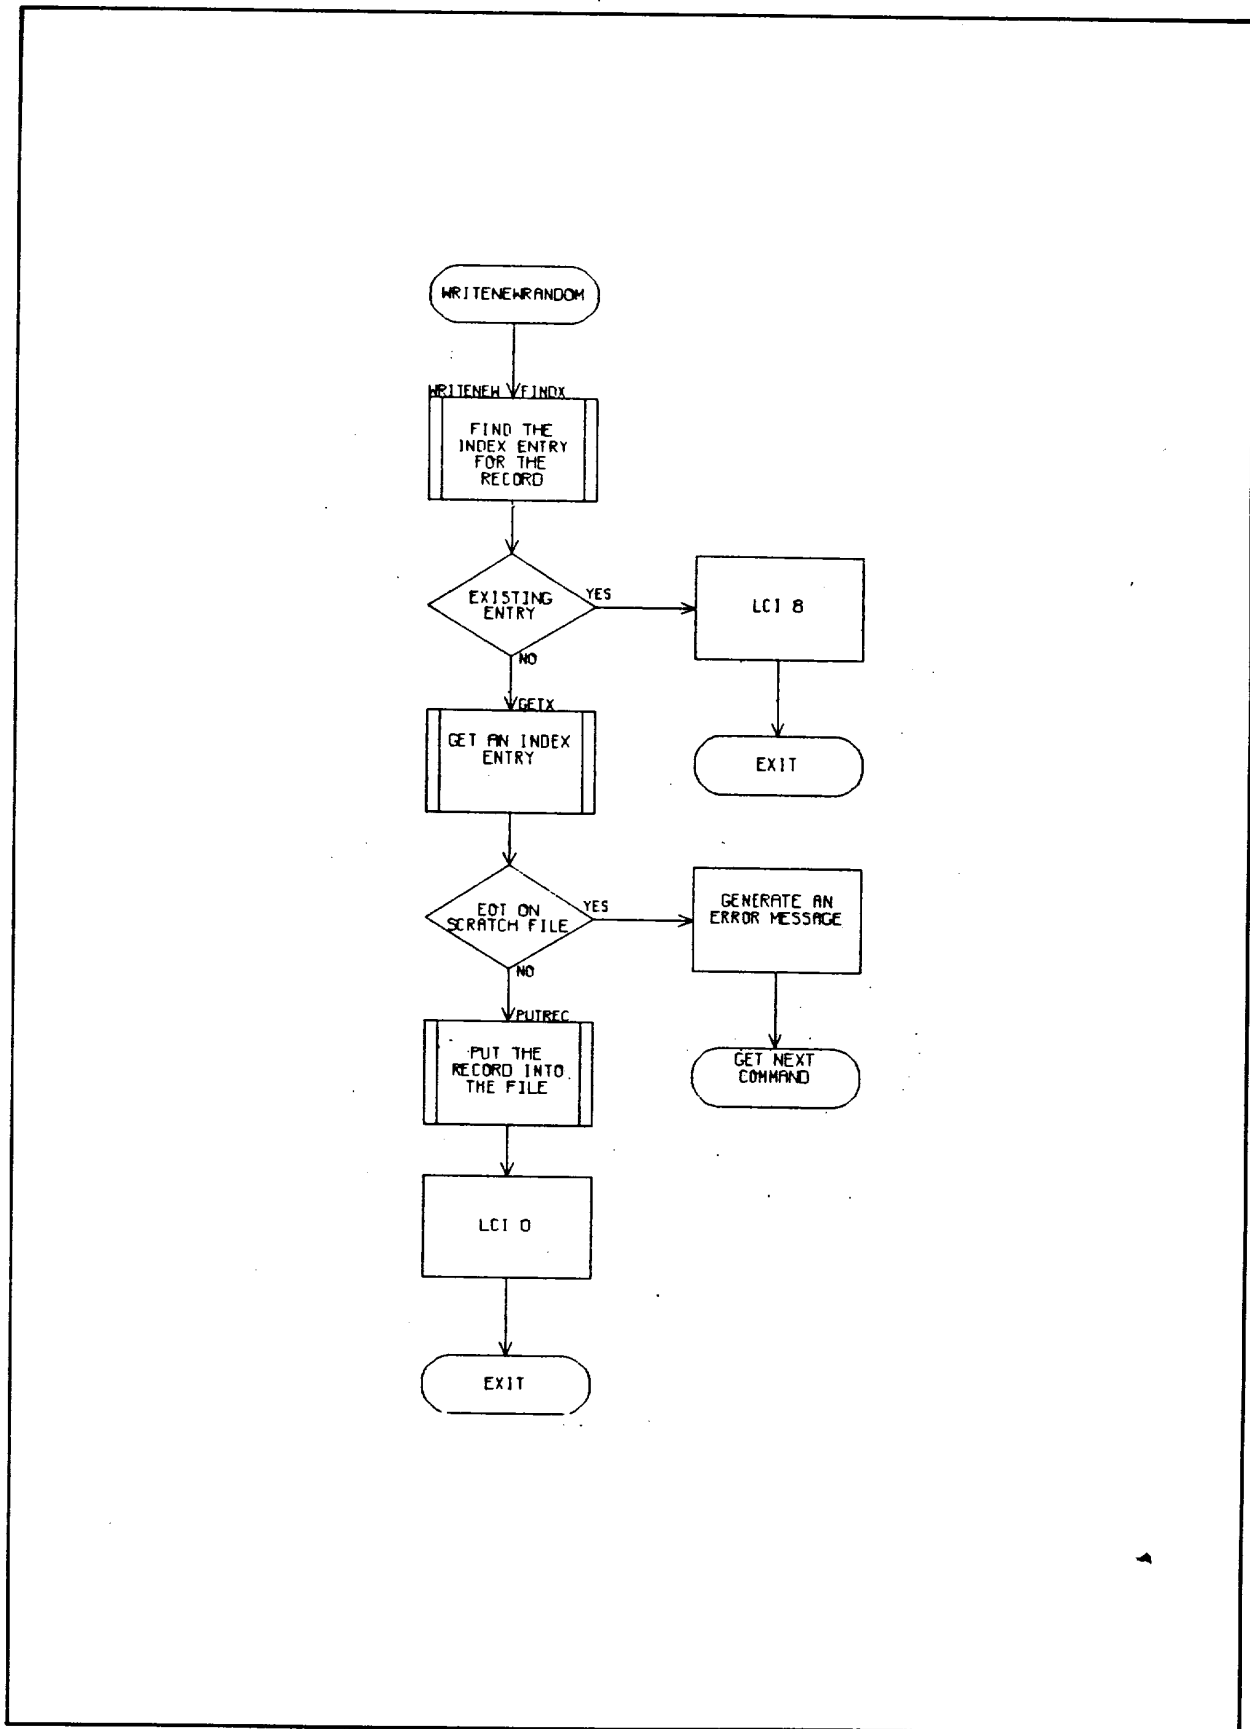 WRITENEWRANDOM
WRITENEW FINDX
FIND THE
INDEX ENTRY
FOR THE
RECORD
EXISTING
ENTRY
YES
LCI 8
NO
GETX
GET AN INDEX
ENTRY
EXIT
EOT ON
SCRATCH FILE
YES
GENERATE AN
ERROR MESSAGE
NO
PUTREC
PUT THE
RECORD INTO
THE FILE
GET NEXT
COMMAND
LCI 0
EXIT